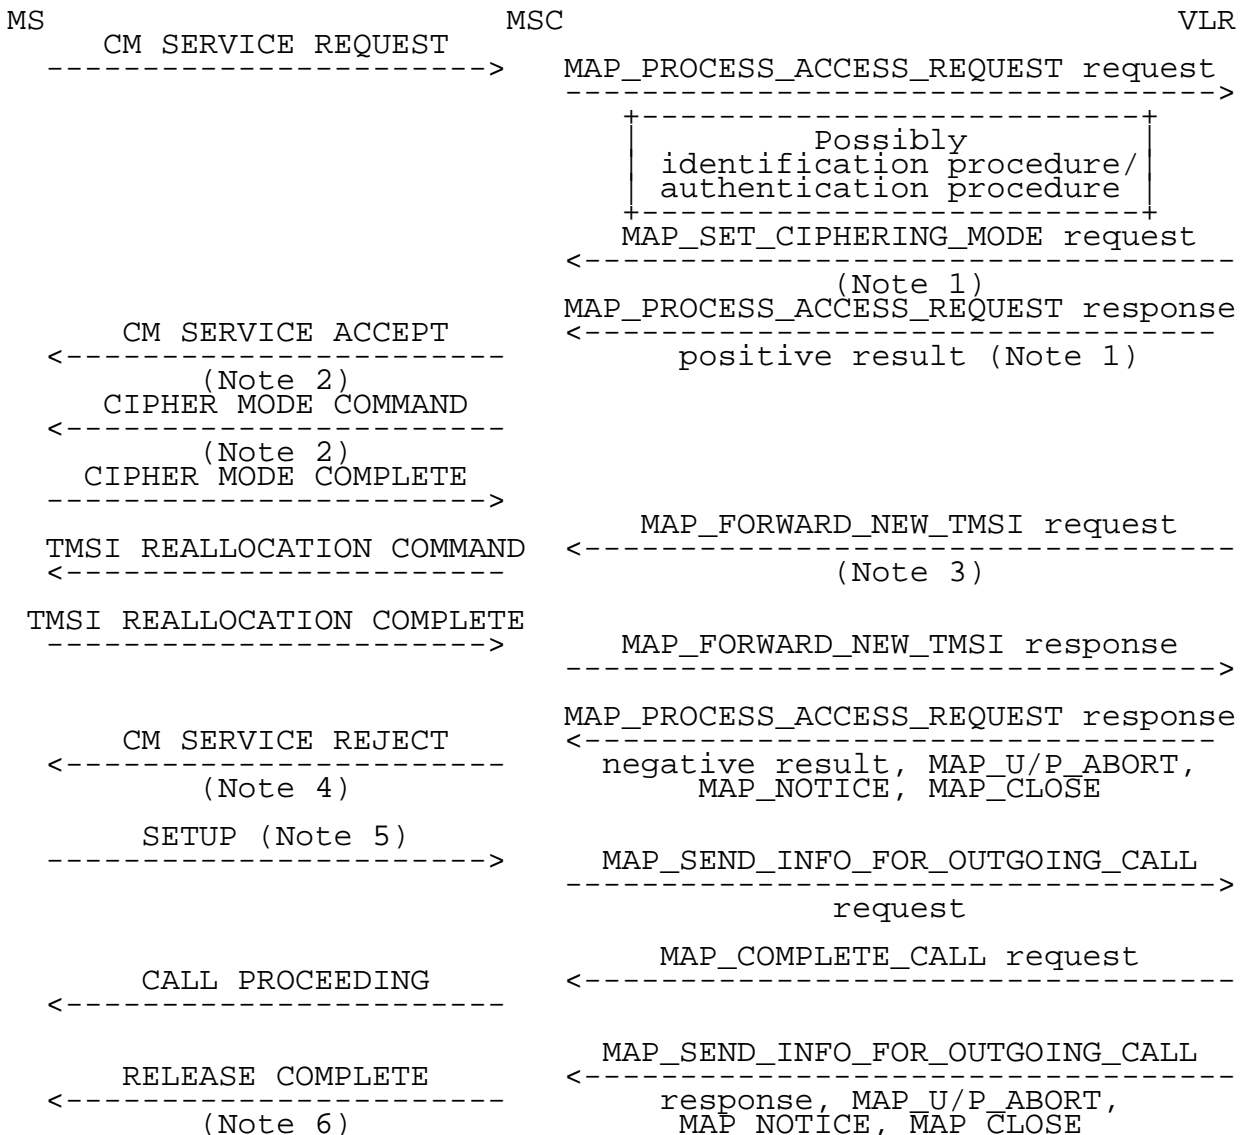 MS MSC VLR
CM SERVICE REQUEST
-----------------------> MAP_PROCESS_ACCESS_REQUEST request
---------------------------------->
+--------------------------+
| Possibly |
| identification procedure/|
| authentication procedure |
+--------------------------+
MAP_SET_CIPHERING_MODE request
<----------------------------------
(Note 1)
MAP_PROCESS_ACCESS_REQUEST response
CM SERVICE ACCEPT <---------------------------------
<----------------------- positive result (Note 1)
(Note 2)
CIPHER MODE COMMAND
<-----------------------
(Note 2)
CIPHER MODE COMPLETE
----------------------->
MAP_FORWARD_NEW_TMSI request
TMSI REALLOCATION COMMAND <----------------------------------
<----------------------- (Note 3)
TMSI REALLOCATION COMPLETE
-----------------------> MAP_FORWARD_NEW_TMSI response
---------------------------------->
MAP_PROCESS_ACCESS_REQUEST response
CM SERVICE REJECT <---------------------------------
<----------------------- negative result, MAP_U/P_ABORT,
(Note 4) MAP_NOTICE, MAP_CLOSE
SETUP (Note 5)
-----------------------> MAP_SEND_INFO_FOR_OUTGOING_CALL
---------------------------------->
request
MAP_COMPLETE_CALL request
CALL PROCEEDING <----------------------------------
<-----------------------
MAP_SEND_INFO_FOR_OUTGOING_CALL
RELEASE COMPLETE <----------------------------------
<----------------------- response, MAP_U/P_ABORT,
(Note 6) MAP_NOTICE, MAP_CLOSE